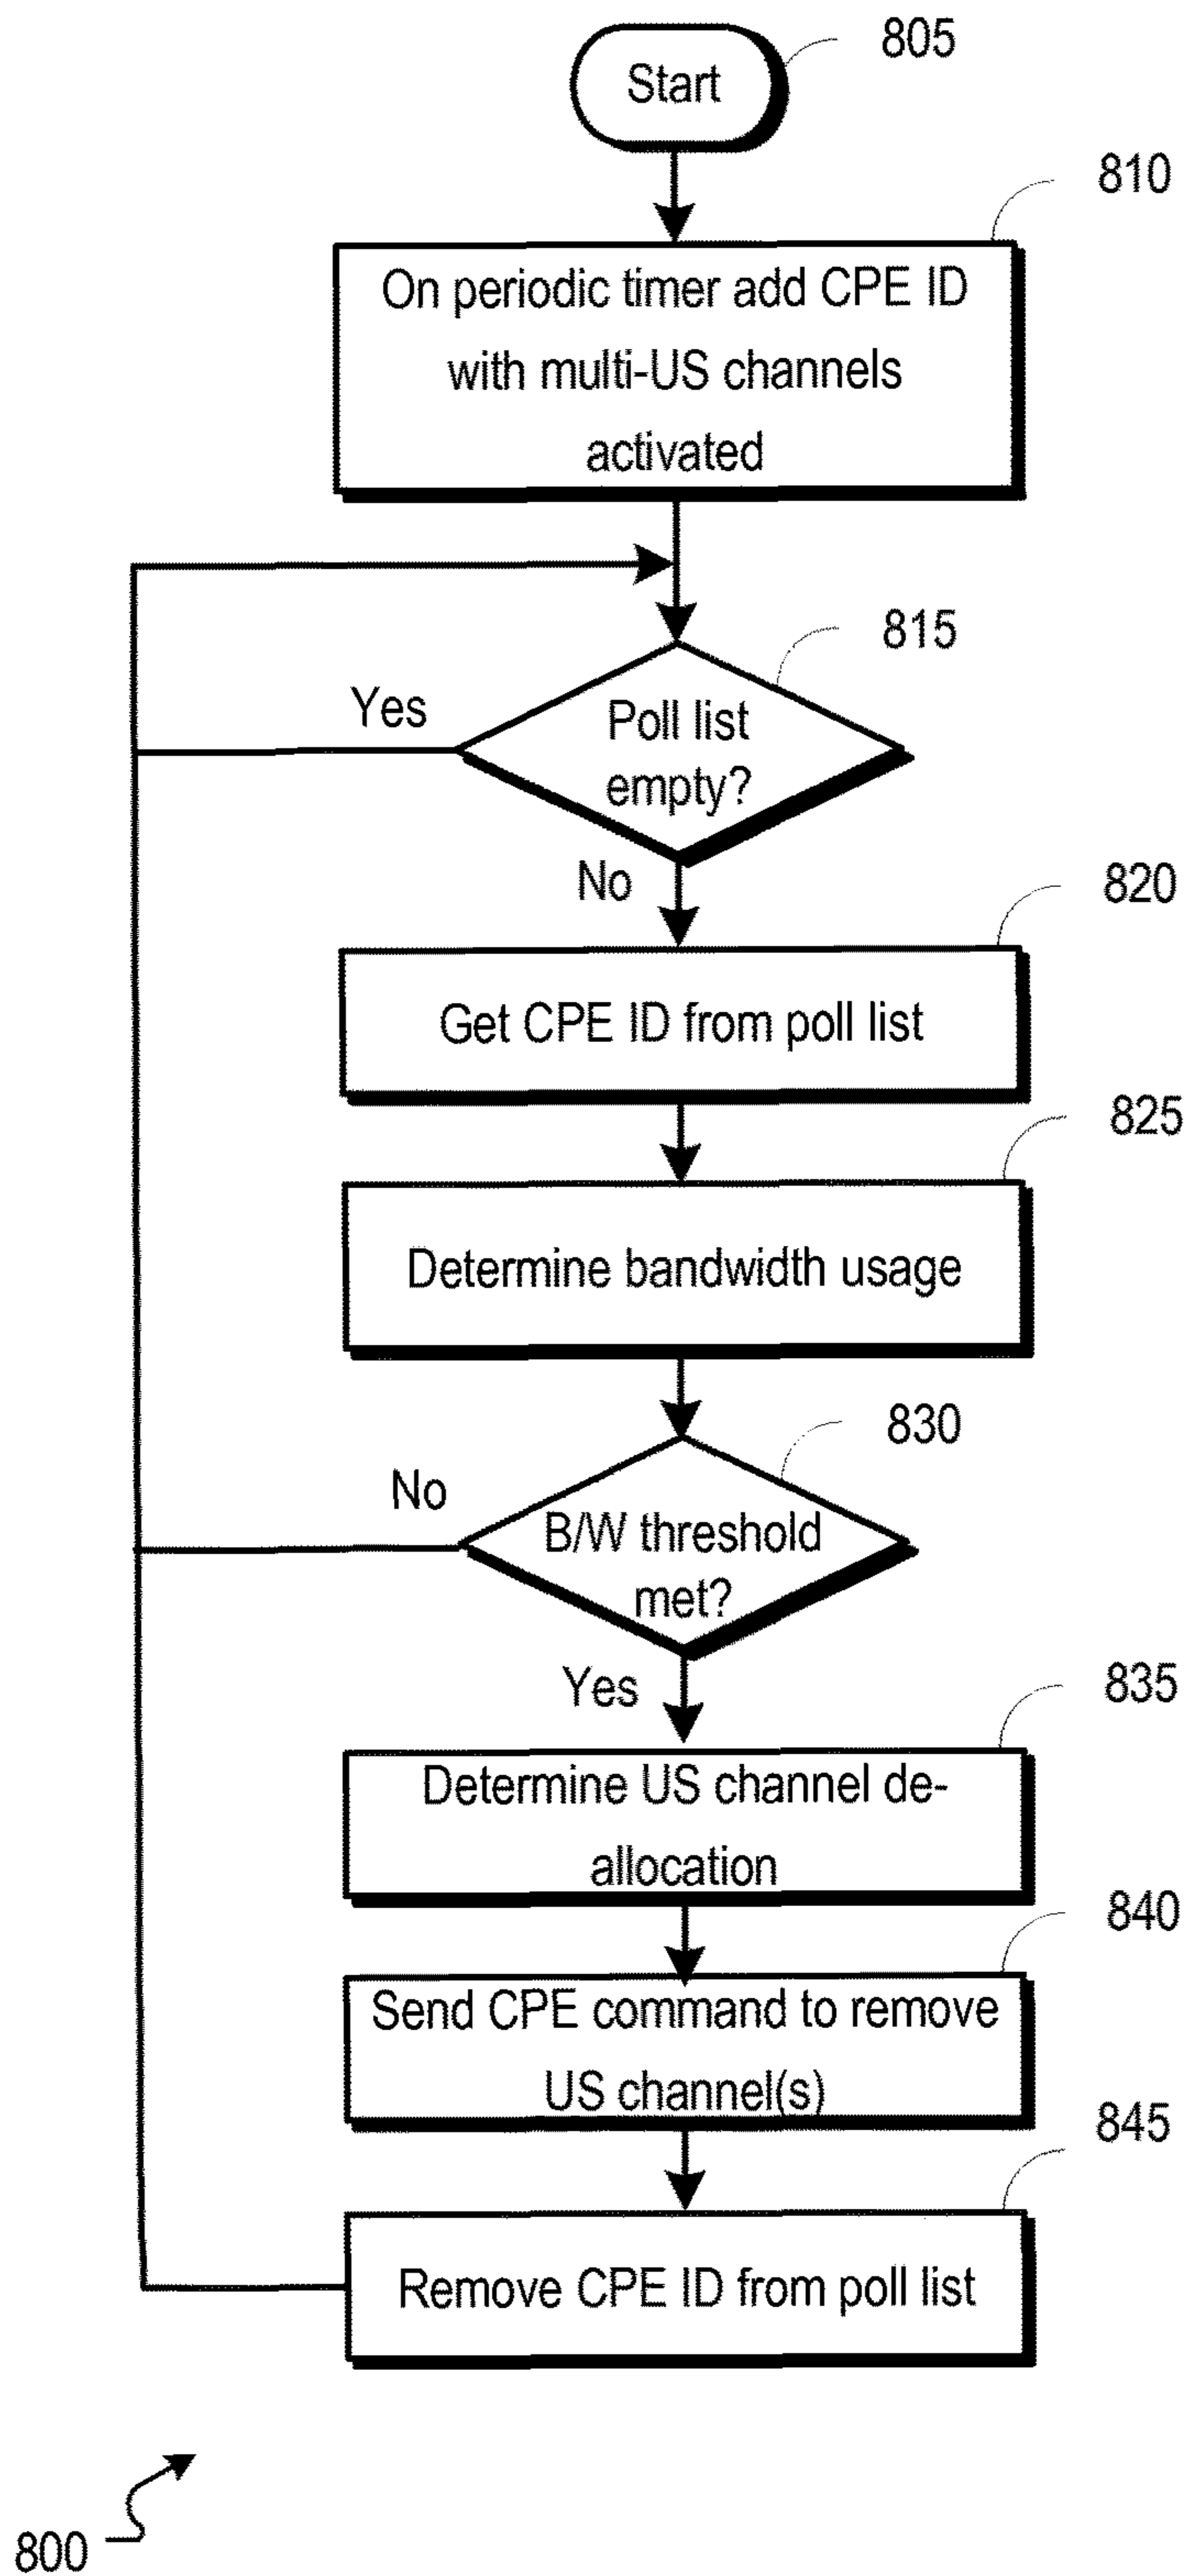 805
Start
810
On periodic timer add CPE ID
with multi-US channels
activated
815
Yes
Poll list
empty?
No
820
Get CPE ID from poll list
825
Determine bandwidth usage
830
No
B/W threshold
met?
Yes
835
Determine US channel de-
allocation
840
Send CPE command to remove
US channel(s)
845
Remove CPE ID from poll list
800